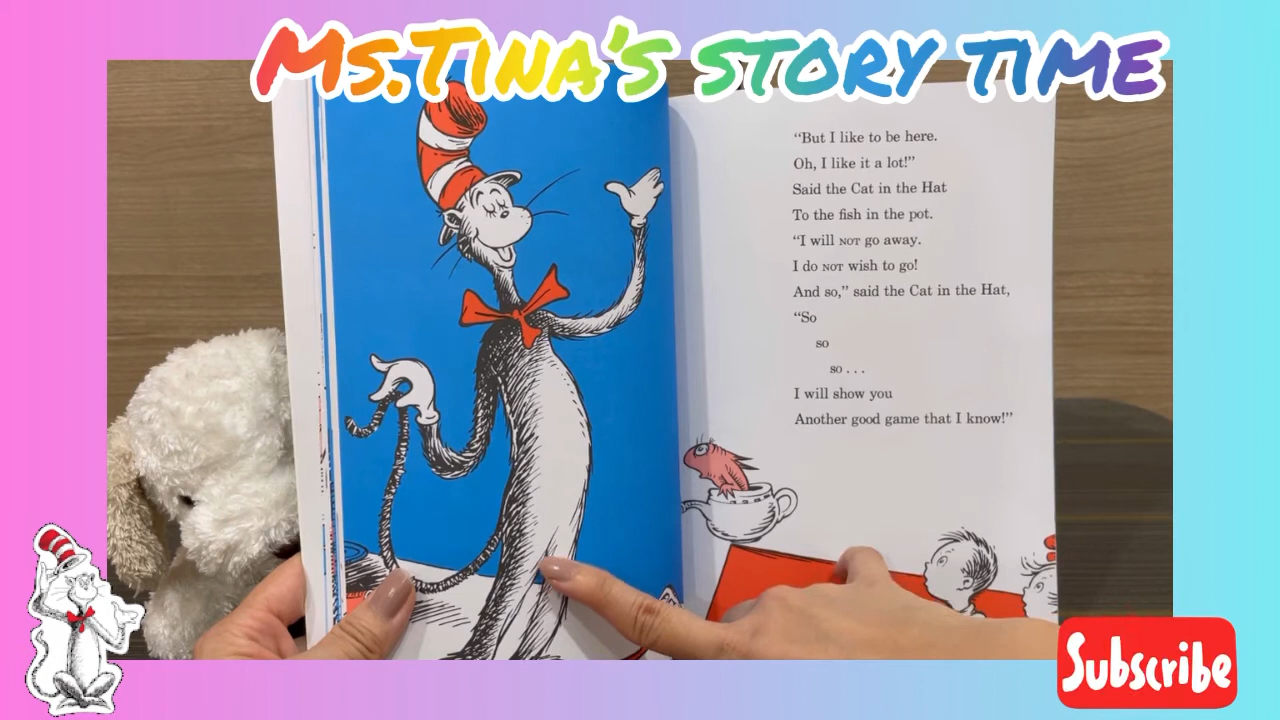 Ms.Tina's story time
“But I like to be here.
Oh, I like it a lot!”
Said the Cat in the Hat
To the fish in the pot.
“I will NOT go away.
I do NOT wish to go!
And so,” said the Cat in the Hat,
“So
so
so . . .
I will show you
Another good game that I know!”
Subscribe